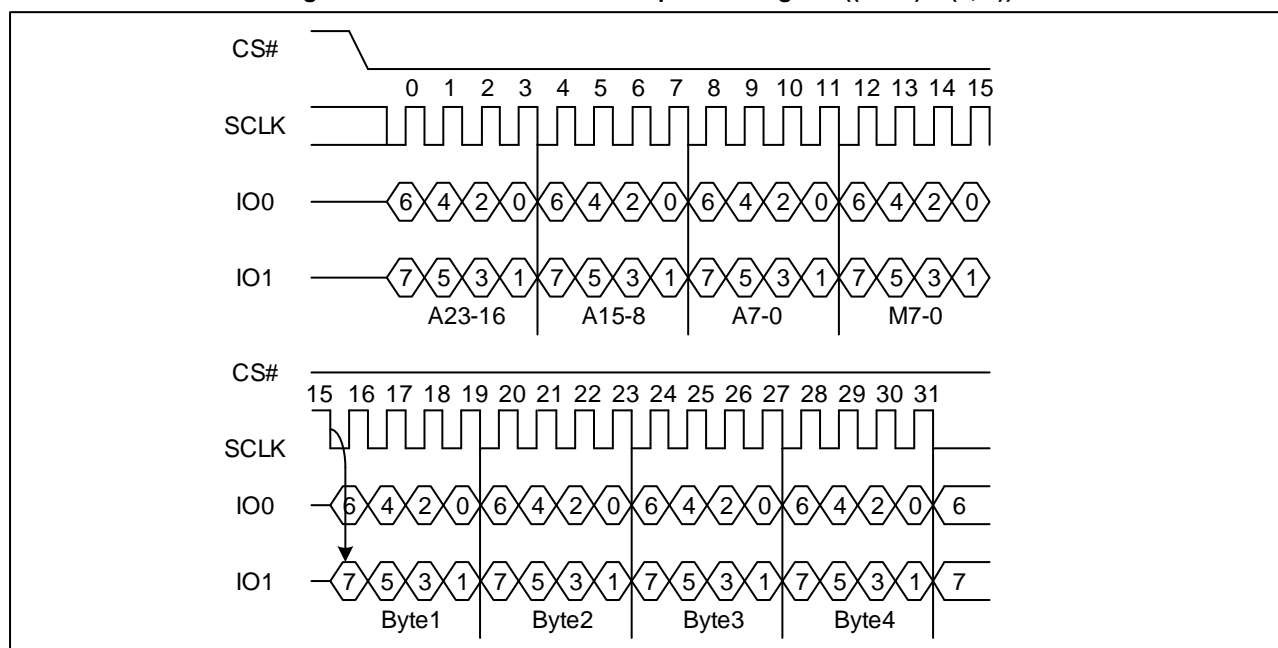 CS#
0 1 2 3 4 5 6 7 8 9 10 11 12 13 14 15
SCLK
IO0 6 4 2 0 6 4 2 0 6 4 2 0 6 4 2 0
IO1 7 5 3 1 7 5 3 1 7 5 3 1 7 5 3 1
A23-16 A15-8 A7-0 M7-0
CS#
15 16 17 18 19 20 21 22 23 24 25 26 27 28 29 30 31
SCLK
IO0 6 4 2 0 6 4 2 0 6 4 2 0 6 4 2 0 6
IO1 7 5 3 1 7 5 3 1 7 5 3 1 7 5 3 1 7
Byte1 Byte2 Byte3 Byte4